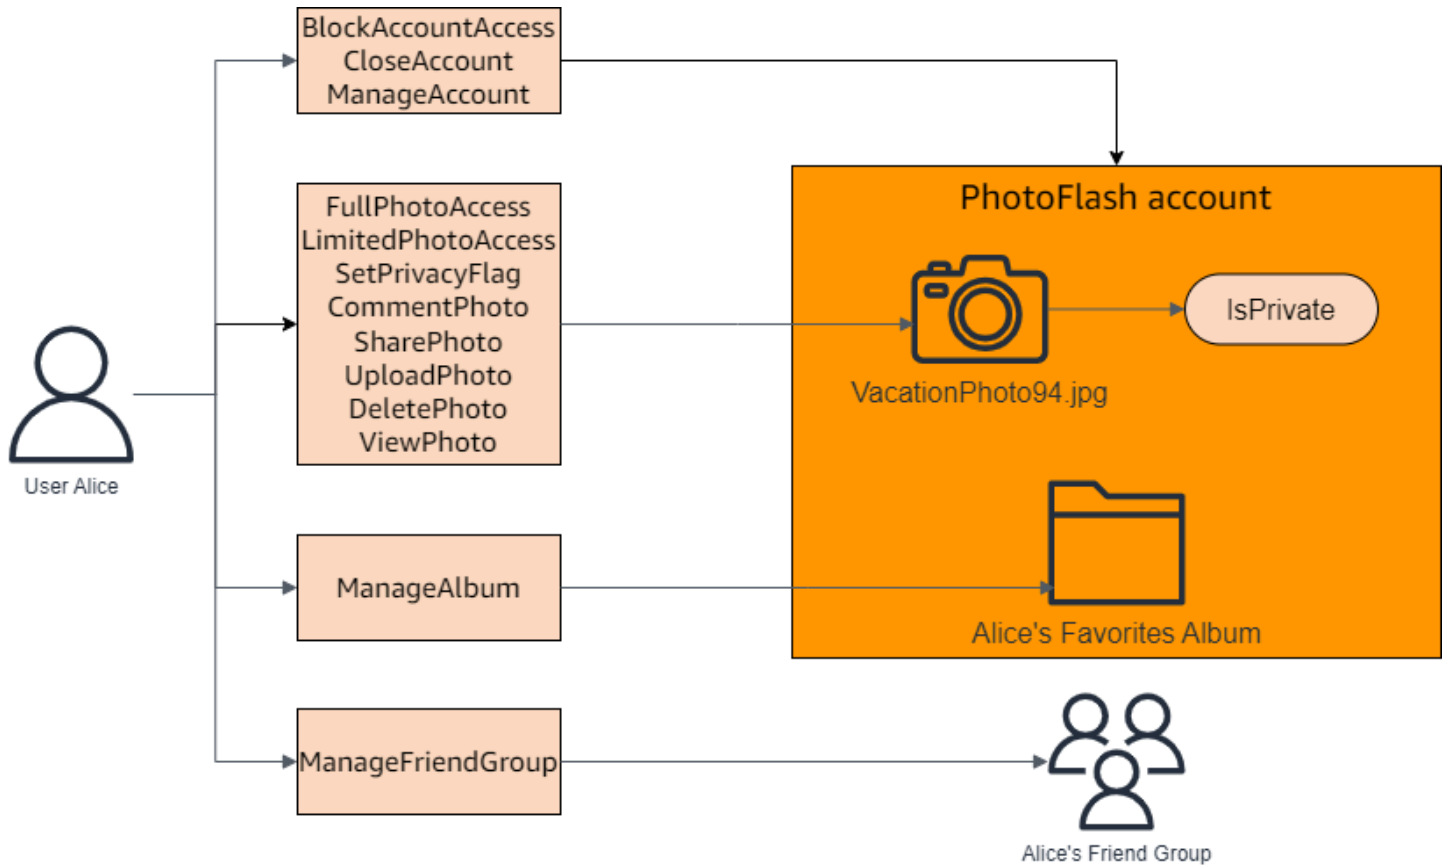 BlockAccountAccess
CloseAccount
ManageAccount
PhotoFlash account
FullPhotoAccess
LimitedPhotoAccess
SetPrivacyFlag
CommentPhoto
SharePhoto
UploadPhoto
DeletePhoto
ViewPhoto
IsPrivate
VacationPhoto94.jpg
User Alice
ManageAlbum
Alice's Favorites Album
ManageFriendGroup
Alice's Friend Group